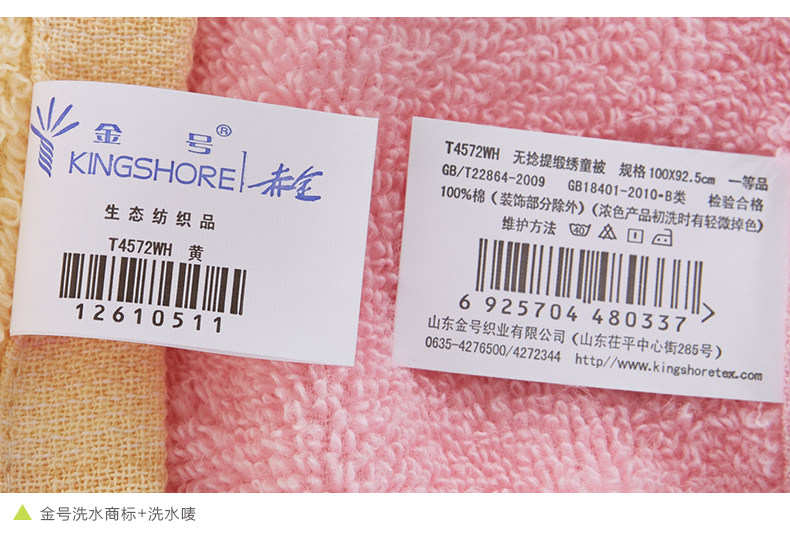 金 号®
KINGSHORE 赤金
生态纺织品
T4572WH 黄
12610511
T4572WH 无捻提缎绣童被 规格100X92.5cm 一等品
GB/T22864-2009 GB18401-2010·B类 检验合格
100%棉（装饰部分除外）（浓色产品初洗时有轻微掉色）
维护方法 40
6 925704 480337 >
山东金号织业有限公司（山东茌平中心街285号）
0635-4276500/4272344 http//www.kingshoretex.com
金号洗水商标+洗水唛